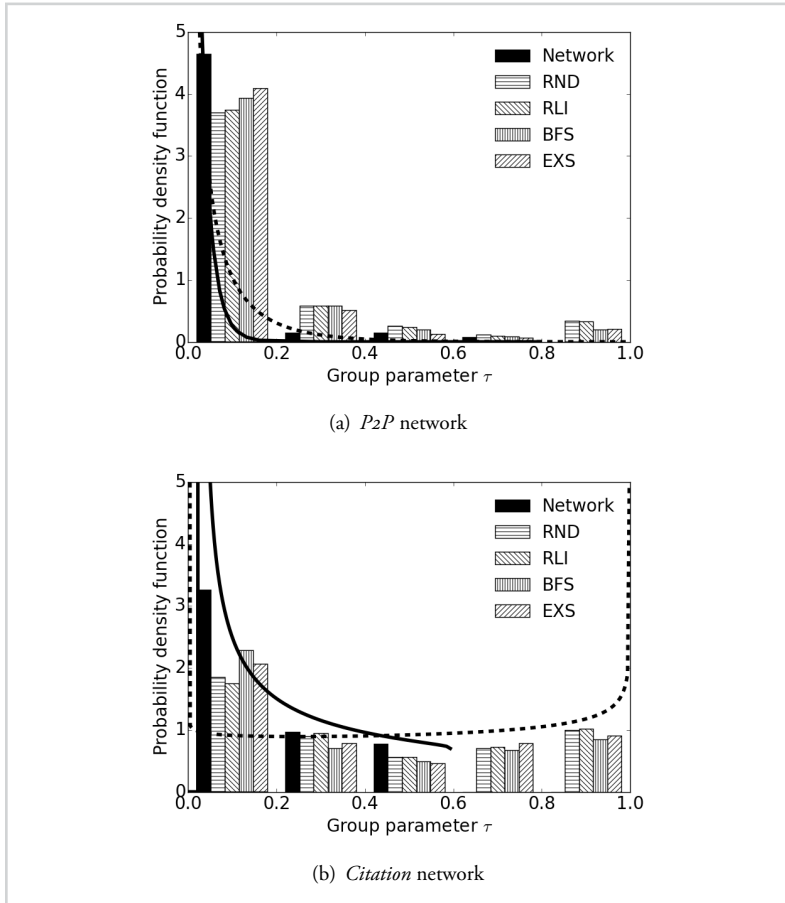 5
4
3
2
1
0
Probability density function
Network
RND
RLI
BFS
EXS
0.0 0.2 0.4 0.6 0.8 1.0
Group parameter τ
(a) P2P network
5
4
3
2
1
0
Probability density function
Network
RND
RLI
BFS
EXS
0.0 0.2 0.4 0.6 0.8 1.0
Group parameter τ
(b) Citation network